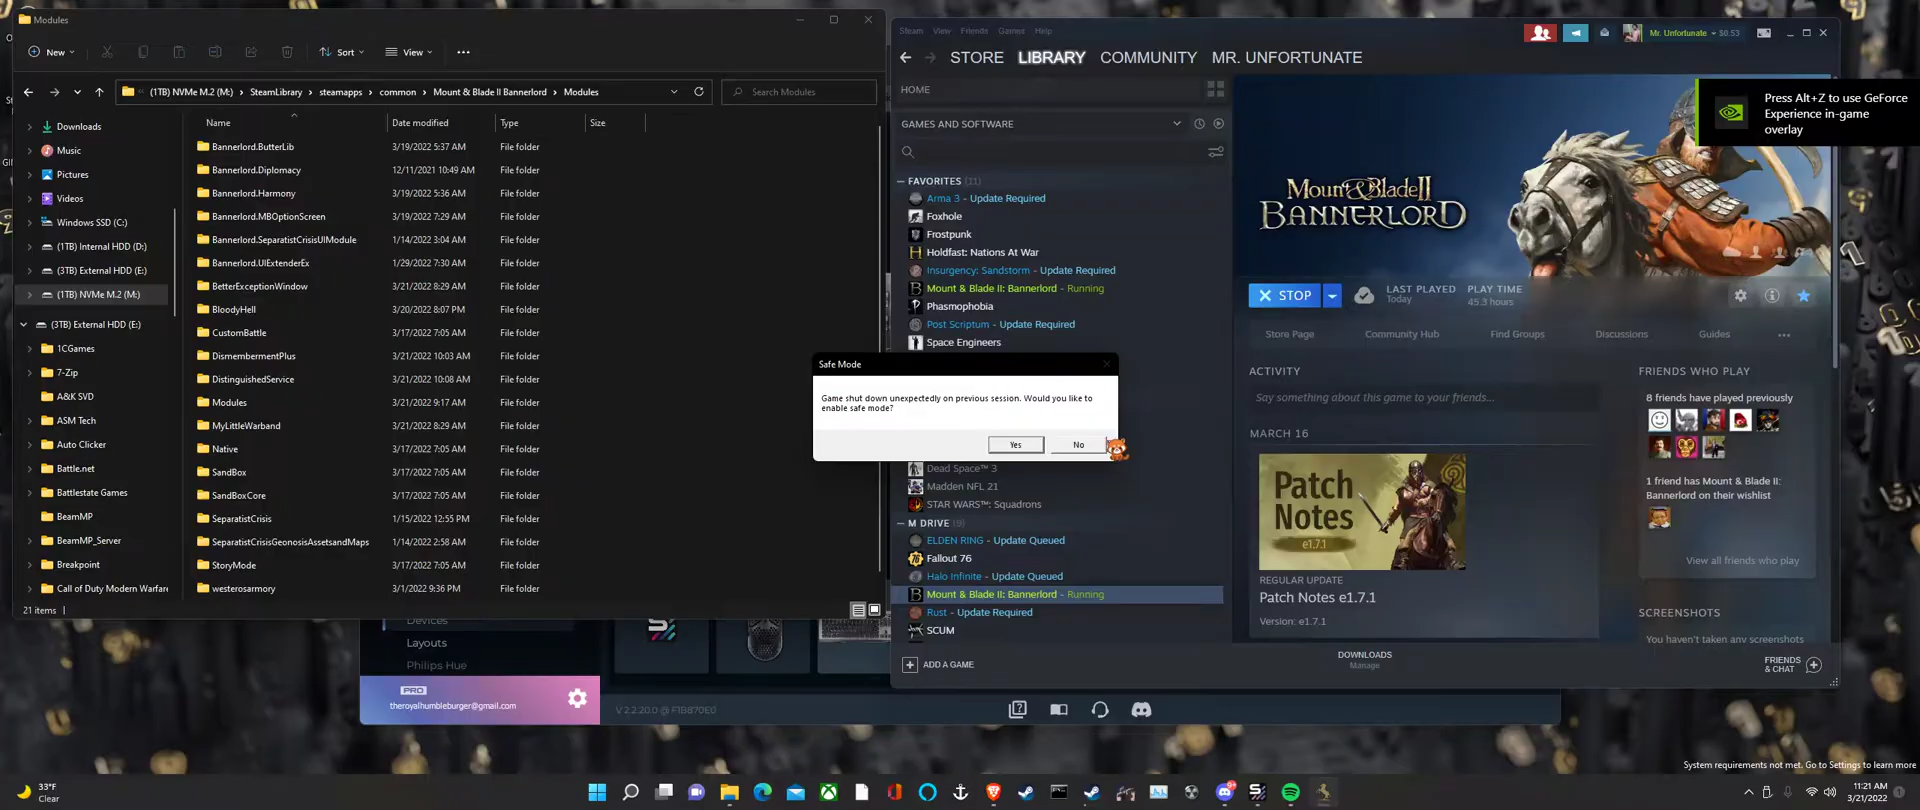 Modules
New
Sort
View
(1TB) NVMe M.2 (M:) > SteamLibrary > steamapps > common > Mount & Blade II Bannerlord > Modules
Search Modules
Name Date modified Type Size
Downloads
Music
Pictures
Videos
Windows SSD (C:)
(1TB) Internal HDD (D:)
(3TB) External HDD (E:)
(1TB) NVMe M.2 (M:)
(3TB) External HDD (E:)
1CGames
7-Zip
A&K SVD
ASM Tech
Auto Clicker
Battle.net
Battlestate Games
BeamMP
BeamMP_Server
Breakpoint
Call of Duty Modern Warfare
Bannerlord.ButterLib 3/19/2022 5:37 AM File folder
Bannerlord.Diplomacy 12/11/2021 10:49 AM File folder
Bannerlord.Harmony 3/19/2022 5:36 AM File folder
Bannerlord.MBOptionScreen 3/19/2022 7:29 AM File folder
Bannerlord.SeparatistCrisisUIModule 1/14/2022 3:04 AM File folder
Bannerlord.UIExtenderEx 1/29/2022 7:30 AM File folder
BetterExceptionWindow 3/21/2022 8:29 AM File folder
BloodyHell 3/20/2022 8:07 PM File folder
CustomBattle 3/17/2022 7:05 AM File folder
DismembermentPlus 3/21/2022 10:03 AM File folder
DistinguishedService 3/21/2022 10:08 AM File folder
Modules 3/21/2022 9:17 AM File folder
MyLittleWarband 3/21/2022 8:29 AM File folder
Native 3/17/2022 7:05 AM File folder
SandBox 3/17/2022 7:05 AM File folder
SandBoxCore 3/17/2022 7:05 AM File folder
SeparatistCrisis 1/15/2022 12:55 PM File folder
SeparatistCrisisGeonosisAssetsandMaps 1/14/2022 2:58 AM File folder
StoryMode 3/17/2022 7:05 AM File folder
westerosarmory 3/1/2022 9:36 PM File folder
21 items
Devices
Layouts
Philips Hue
PRO
theroyalhumbleburger@gmail.com
V 2.2.20.0 @ F1B870E0
Safe Mode
Game shut down unexpectedly on previous session. Would you like to
enable safe mode?
Yes
No
Steam View Friends Games Help
Mr. Unfortunate $0.53
STORE LIBRARY COMMUNITY MR. UNFORTUNATE
HOME
GAMES AND SOFTWARE
FAVORITES (11)
Arma 3 - Update Required
Foxhole
Frostpunk
Holdfast: Nations At War
Insurgency: Sandstorm - Update Required
Mount & Blade II: Bannerlord - Running
Phasmophobia
Post Scriptum - Update Required
Space Engineers
Dead Space™ 3
Madden NFL 21
STAR WARS™: Squadrons
M DRIVE (9)
ELDEN RING - Update Queued
Fallout 76
Halo Infinite - Update Queued
Mount & Blade II: Bannerlord - Running
Rust - Update Required
SCUM
ADD A GAME
Mount & Blade II
BANNERLORD
Press Alt+Z to use GeForce
Experience in-game
overlay
STOP
LAST PLAYED
Today
PLAY TIME
45.3 hours
Store Page Community Hub Find Groups Discussions Guides
ACTIVITY
Say something about this game to your friends...
MARCH 16
Patch
Notes
e1.7.1
REGULAR UPDATE
Patch Notes e1.7.1
Version: e1.7.1
FRIENDS WHO PLAY
8 friends have played previously
1 friend has Mount & Blade II:
Bannerlord on their wishlist
View all friends who play
SCREENSHOTS
You haven't taken any screenshots
DOWNLOADS
Manage
FRIENDS
& CHAT
System requirements not met. Go to Settings to learn more
33°F
Clear
11:21 AM
3/21/2022